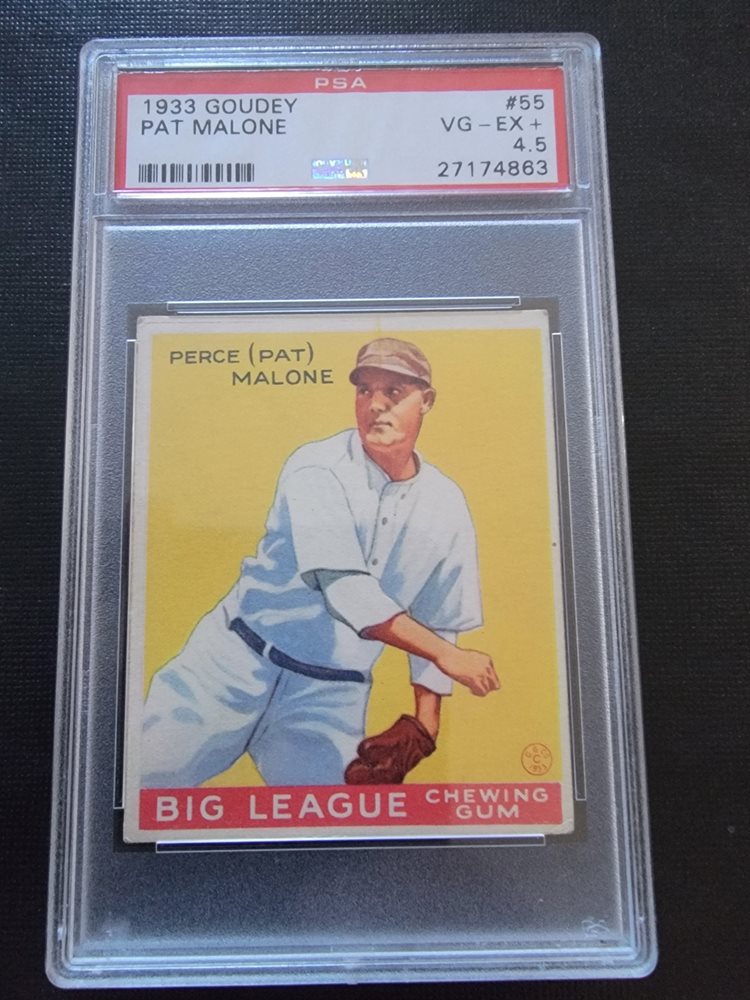 PSA
1933 GOUDEY #55
PAT MALONE VG-EX+
4.5
27174863
PERCE (PAT)
MALONE
BIG LEAGUE CHEWING
GUM